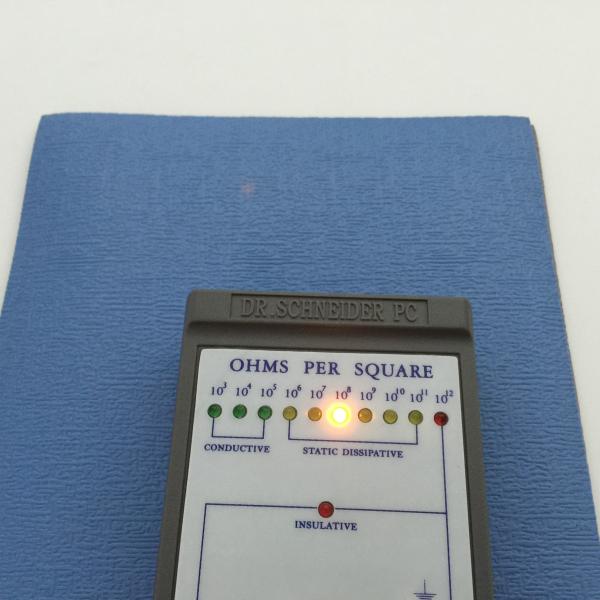 DR.SCHNEIDER PC
OHMS PER SQUARE
10³ 10⁴ 10⁵ 10⁶ 10⁷ 10⁸ 10⁹ 10¹⁰ 10¹¹ 10¹²
CONDUCTIVE STATIC DISSIPATIVE
INSULATIVE